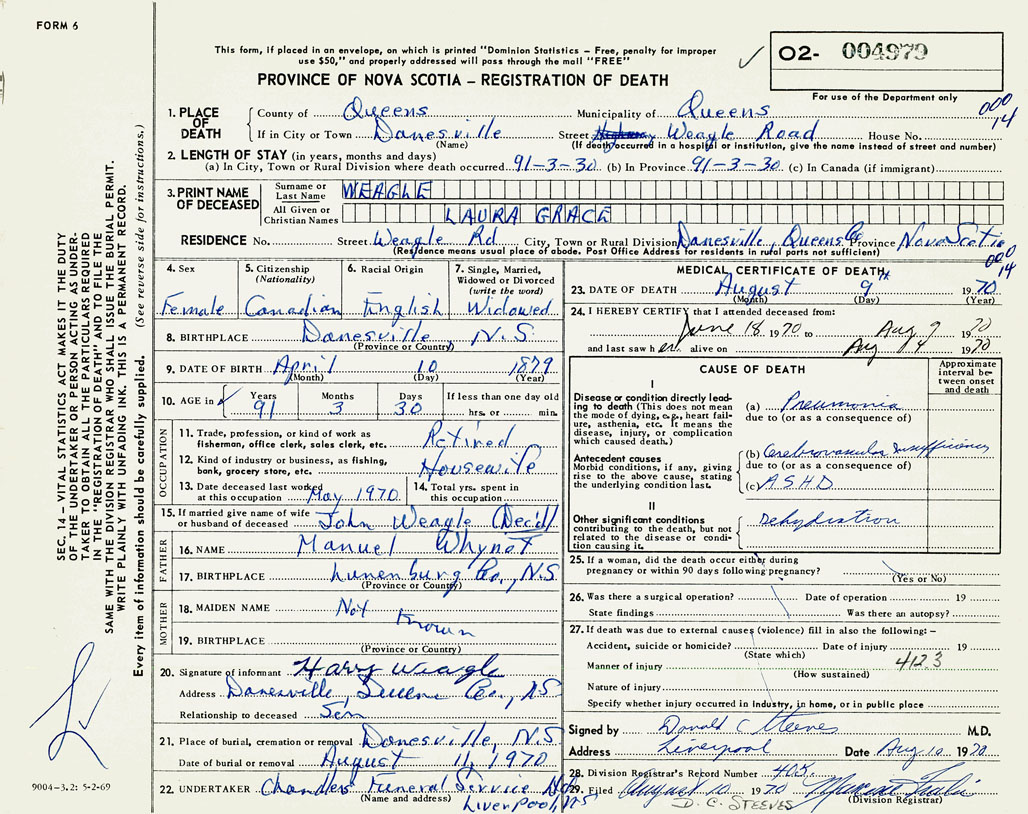 FORM 6
This form, if placed in an envelope, on which is printed "Dominion Statistics – Free, penalty for improper
use $50," and properly addressed will pass through the mail "FREE"
PROVINCE OF NOVA SCOTIA – REGISTRATION OF DEATH
02- 004979
For use of the Department only
000
14
1. PLACE OF DEATH County of Queens Municipality of Queens
If in City or Town Danesville Street Weagle Road House No.
(Name) (If death occurred in a hospital or institution, give the name instead of street and number)
2. LENGTH OF STAY (in years, months and days)
(a) In City, Town or Rural Division where death occurred 91-3-30 (b) In Province 91-3-30 (c) In Canada (if immigrant)
3. PRINT NAME OF DECEASED Surname or Last Name WEAGLE
All Given or Christian Names LAURA GRACE
RESIDENCE No. Street Weagle Rd City, Town or Rural Division Danesville, Queens Co Province Nova Scotia
(Residence means usual place of abode. Post Office Address for residents in rural parts not sufficient)
000
14
4. Sex Female
5. Citizenship (Nationality) Canadian
6. Racial Origin English
7. Single, Married, Widowed or Divorced (write the word) Widowed
8. BIRTHPLACE Danesville, N.S
(Province or County)
9. DATE OF BIRTH April 10 1879
(Month) (Day) (Year)
10. AGE in Years 91 Months 3 Days 30 If less than one day old hrs. or min.
OCCUPATION
11. Trade, profession, or kind of work as fisherman, office clerk, sales clerk, etc. Retired
12. Kind of industry or business, as fishing, bank, grocery store, etc. Housewife
13. Date deceased last worked at this occupation May 1970
14. Total yrs. spent in this occupation
15. If married give name of wife or husband of deceased John Weagle (Dec'd)
FATHER
16. NAME Manuel Whynot
17. BIRTHPLACE Lunenburg Co., N.S
(Province or County)
MOTHER
18. MAIDEN NAME Not Known
19. BIRTHPLACE
(Province or Country)
20. Signature of informant Harry Weagle
Address Danesville, Queens Co., NS
Relationship to deceased Son
21. Place of burial, cremation or removal Danesville, N.S
Date of burial or removal August 11, 1970
22. UNDERTAKER Chandlers Funeral Service
(Name and address) Liverpool, NS
MEDICAL CERTIFICATE OF DEATH
23. DATE OF DEATH August 9th 1970
(Month) (Day) (Year)
24. I HEREBY CERTIFY that I attended deceased from:
June 18 1970 to Aug 9 1970
and last saw her alive on Aug 4 1970
CAUSE OF DEATH
Approximate interval between onset and death
I
Disease or condition directly leading to death (This does not mean the mode of dying, e.g., heart failure, asthenia, etc. It means the disease, injury, or complication which caused death.)
(a) Pneumonia
due to (or as a consequence of)
Antecedent causes
Morbid conditions, if any, giving rise to the above cause, stating the underlying condition last.
(b) Cerebrovascular Insufficiency
due to (or as a consequence of)
(c) ASHD
II
Other significant conditions contributing to the death, but not related to the disease or condition causing it.
Dehydration
25. If a woman, did the death occur either during pregnancy or within 90 days following pregnancy?
(Yes or No)
26. Was there a surgical operation? Date of operation 19
State findings Was there an autopsy?
27. If death was due to external causes (violence) fill in also the following: –
Accident, suicide or homicide? Date of injury 19
(State which) 4123
Manner of injury
(How sustained)
Nature of injury
Specify whether injury occurred in industry, in home, or in public place
Signed by Donald C Steeves M.D.
Address Liverpool Date Aug 10 1970
28. Division Registrar's Record Number 405
29. Filed August 10 1970
D. C. STEEVES (Division Registrar)
SEC. 14 – VITAL STATISTICS ACT MAKES IT THE DUTY
OF THE UNDERTAKER OR PERSON ACTING AS UNDER-
TAKER TO OBTAIN ALL THE PARTICULARS REQUIRED
IN THE "REGISTRATION OF DEATH" AND TO FILE THE
SAME WITH THE DIVISION REGISTRAR WHO SHALL ISSUE THE BURIAL PERMIT.
WRITE PLAINLY WITH UNFADING INK. THIS IS A PERMANENT RECORD.
Every item of information should be carefully supplied. (See reverse side for instructions.)
9004-3.2: 5-2-69